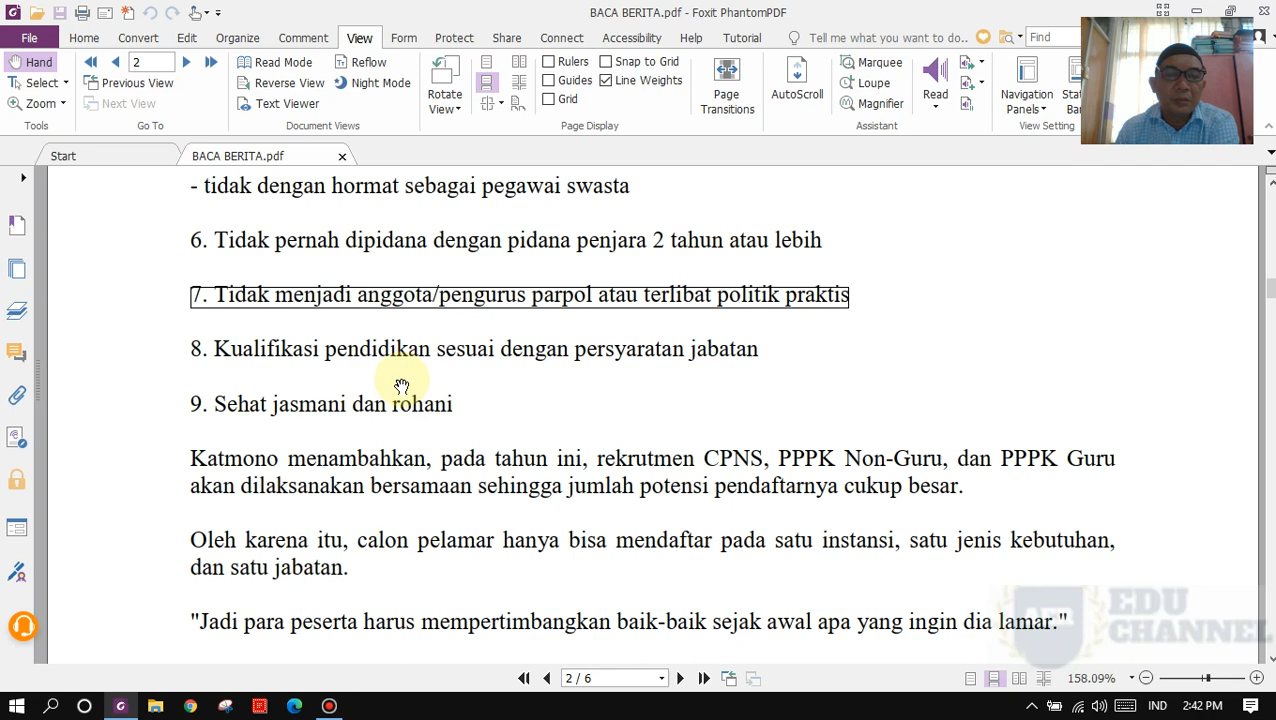 BACA BERITA.pdf - Foxit PhantomPDF
File Home Convert Edit Organize Comment View Form Protect Share Connect Accessibility Help Tutorial Tell me what you want to do... Find
Hand 2 Read Mode Reflow Rulers Snap to Grid Marquee
Select Previous View Reverse View Night Mode Rotate View Guides Line Weights Page Transitions AutoScroll Loupe Read Navigation Panels
Zoom Next View Text Viewer Grid Magnifier
Tools Go To Document Views Page Display Assistant View Setting
Start BACA BERITA.pdf
- tidak dengan hormat sebagai pegawai swasta
6. Tidak pernah dipidana dengan pidana penjara 2 tahun atau lebih
7. Tidak menjadi anggota/pengurus parpol atau terlibat politik praktis
8. Kualifikasi pendidikan sesuai dengan persyaratan jabatan
9. Sehat jasmani dan rohani
Katmono menambahkan, pada tahun ini, rekrutmen CPNS, PPPK Non-Guru, dan PPPK Guru
akan dilaksanakan bersamaan sehingga jumlah potensi pendaftarnya cukup besar.
Oleh karena itu, calon pelamar hanya bisa mendaftar pada satu instansi, satu jenis kebutuhan,
dan satu jabatan.
"Jadi para peserta harus mempertimbangkan baik-baik sejak awal apa yang ingin dia lamar."
EDU
CHANNEL
2 / 6 158.09%
IND 2:42 PM